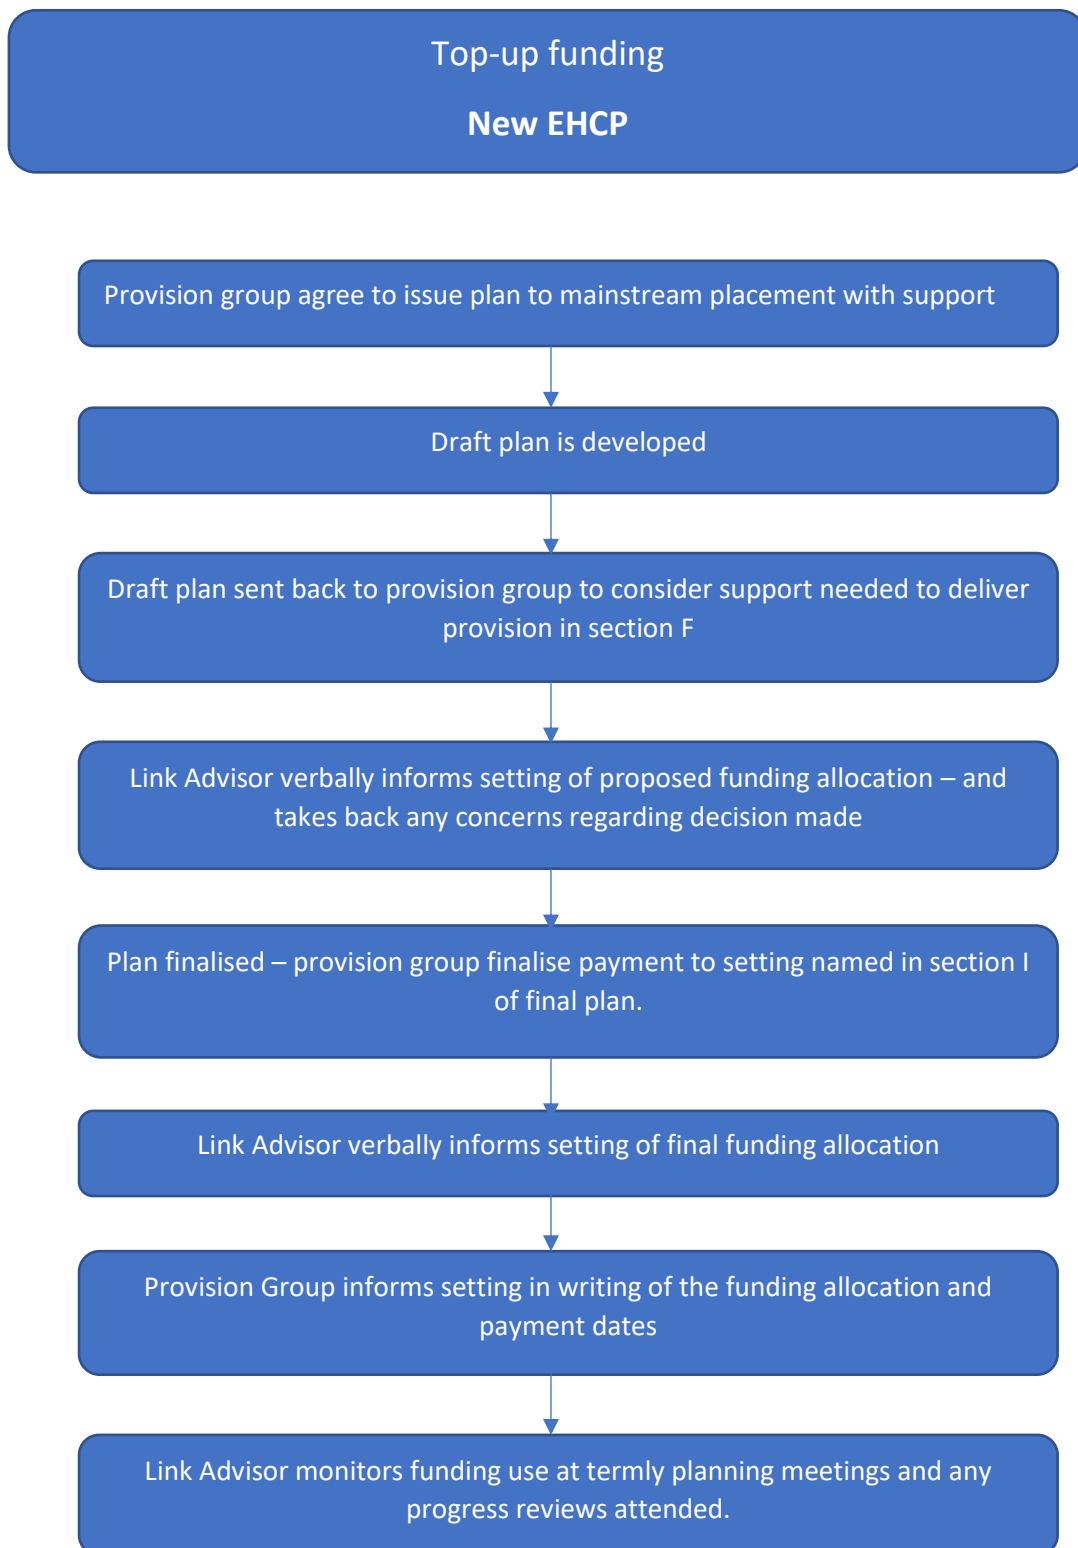 Top-up funding
New EHCP
Provision group agree to issue plan to mainstream placement with support
Draft plan is developed
Draft plan sent back to provision group to consider support needed to deliver
provision in section F
Link Advisor verbally informs setting of proposed funding allocation – and
takes back any concerns regarding decision made
Plan finalised – provision group finalise payment to setting named in section I
of final plan.
Link Advisor verbally informs setting of final funding allocation
Provision Group informs setting in writing of the funding allocation and
payment dates
Link Advisor monitors funding use at termly planning meetings and any
progress reviews attended.